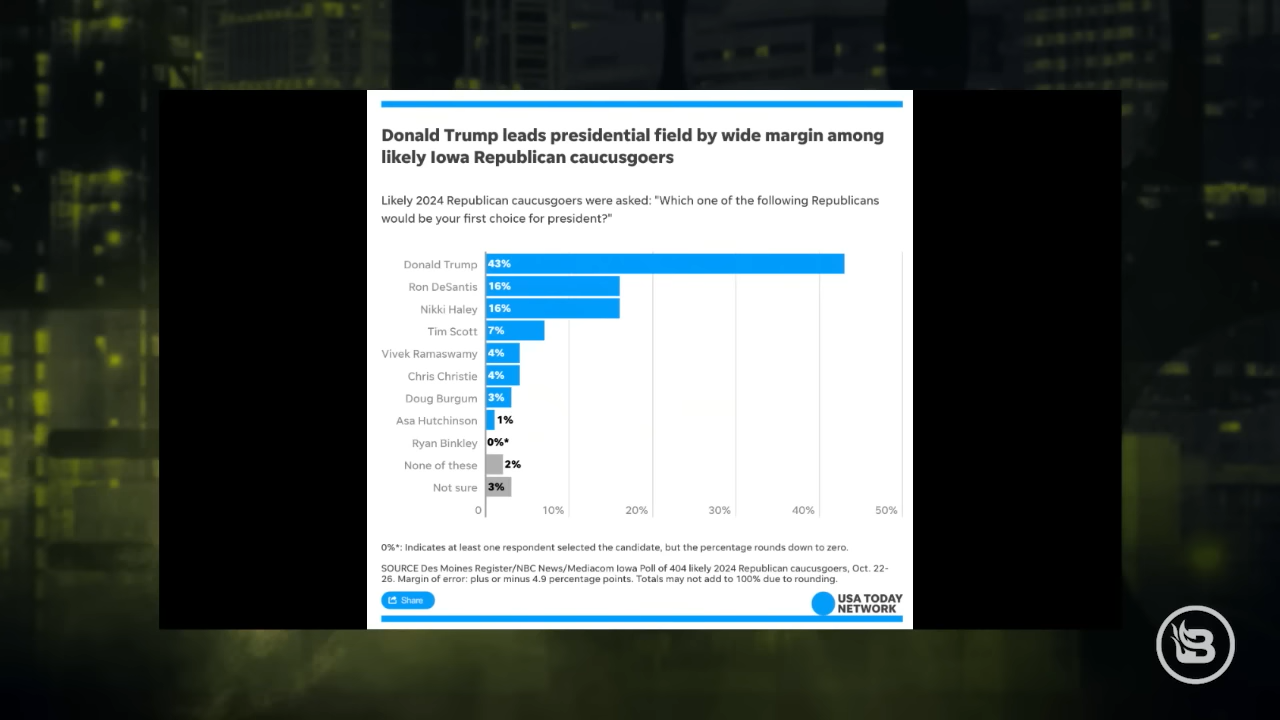 Donald Trump leads presidential field by wide margin among
likely Iowa Republican caucusgoers
Likely 2024 Republican caucusgoers were asked: "Which one of the following Republicans
would be your first choice for president?"
Donald Trump 43%
Ron DeSantis 16%
Nikki Haley 16%
Tim Scott 7%
Vivek Ramaswamy 4%
Chris Christie 4%
Doug Burgum 3%
Asa Hutchinson 1%
Ryan Binkley 0%*
None of these 2%
Not sure 3%
0 10% 20% 30% 40% 50%
0%*: Indicates at least one respondent selected the candidate, but the percentage rounds down to zero.
SOURCE Des Moines Register/NBC News/Mediacom Iowa Poll of 404 likely 2024 Republican caucusgoers, Oct. 22-
26. Margin of error: plus or minus 4.9 percentage points. Totals may not add to 100% due to rounding.
Share
USA TODAY
NETWORK
B